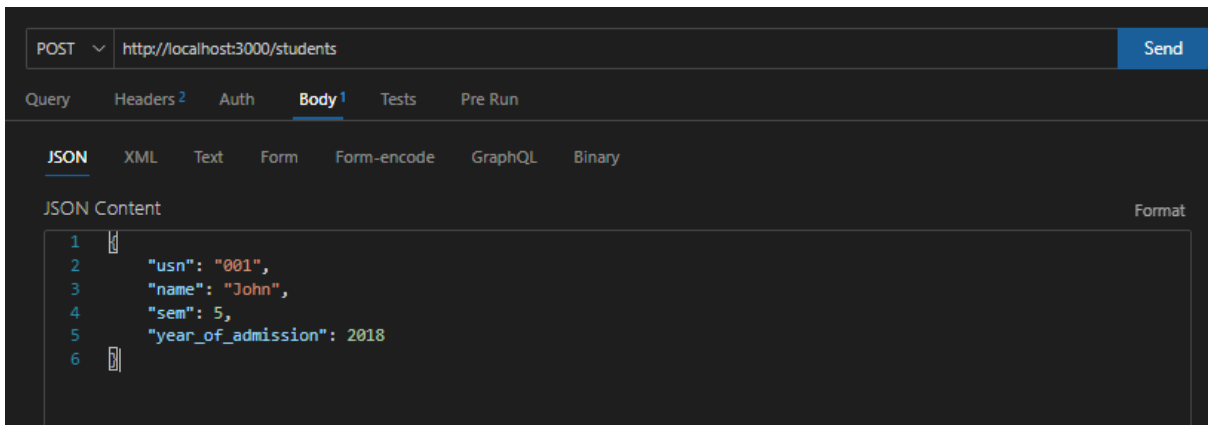 POST http://localhost:3000/students Send
Query Headers 2 Auth Body 1 Tests Pre Run
JSON XML Text Form Form-encode GraphQL Binary
JSON Content Format
1 {
2 "usn": "001",
3 "name": "John",
4 "sem": 5,
5 "year_of_admission": 2018
6 }